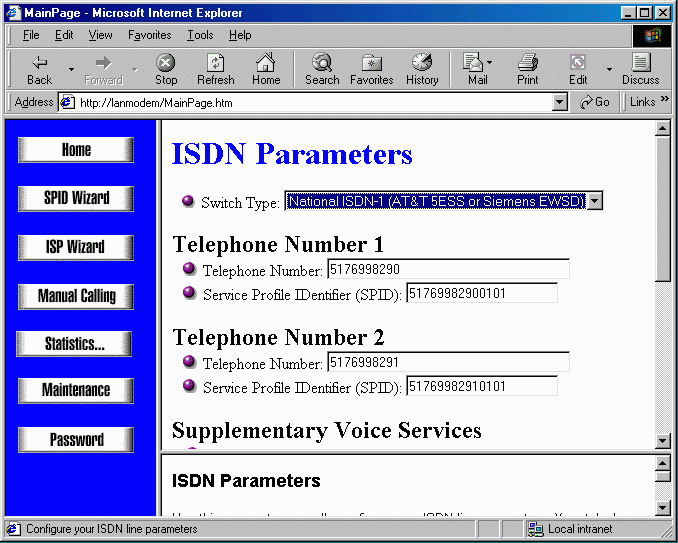 MainPage - Microsoft Internet Explorer
File Edit View Favorites Tools Help
Back Forward Stop Refresh Home Search Favorites History Mail Print Edit Discuss
Address http://lanmodem/MainPage.htm Go Links »
Home
SPID Wizard
ISP Wizard
Manual Calling
Statistics...
Maintenance
Password
ISDN Parameters
Switch Type: National ISDN-1 (AT&T 5ESS or Siemens EWSD)
Telephone Number 1
Telephone Number: 5176998290
Service Profile IDentifier (SPID): 51769982900101
Telephone Number 2
Telephone Number: 5176998291
Service Profile IDentifier (SPID): 51769982910101
Supplementary Voice Services
ISDN Parameters
Configure your ISDN line parameters Local intranet